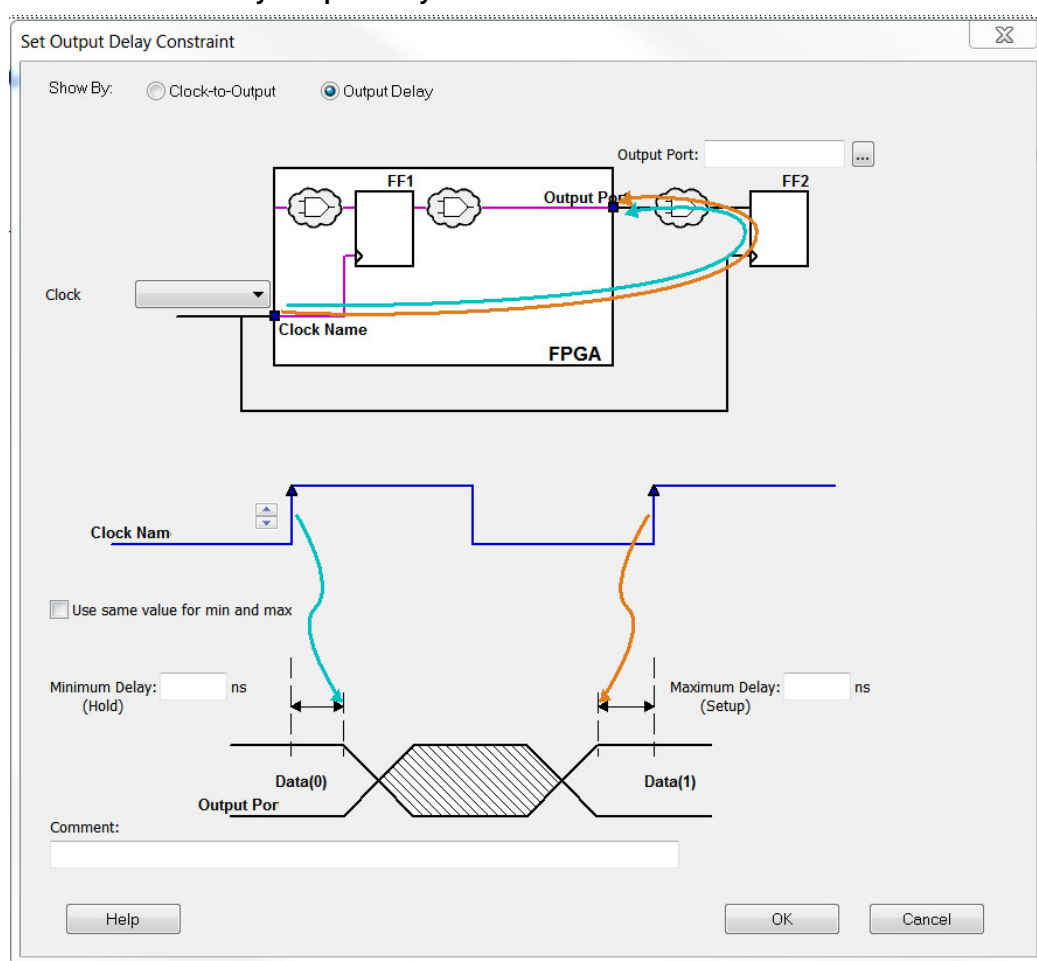 Set Output Delay Constraint
Show By: Clock-to-Output Output Delay
Output Port: ...
FF1 FF2
Output Port
Clock
Clock Name
FPGA
Clock Nam
Use same value for min and max
Minimum Delay: ns Maximum Delay: ns
(Hold) (Setup)
Data(0) Data(1)
Output Por
Comment:
Help OK Cancel